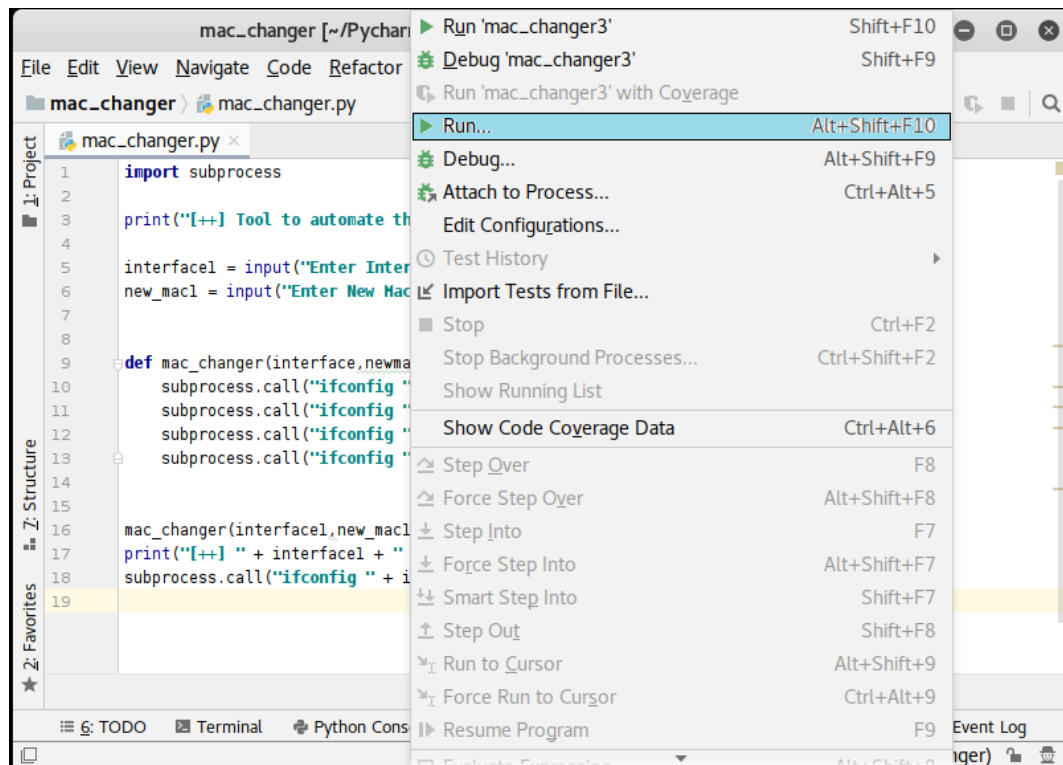 mac_changer [~/Pychar
File Edit View Navigate Code Refactor
mac_changer mac_changer.py
1: Project
7: Structure
2: Favorites
mac_changer.py
1 import subprocess
2
3 print("[++] Tool to automate th
4
5 interface1 = input("Enter Inter
6 new_mac1 = input("Enter New Mac
7
8
9 def mac_changer(interface,newma
10 subprocess.call("ifconfig "
11 subprocess.call("ifconfig "
12 subprocess.call("ifconfig "
13 subprocess.call("ifconfig "
14
15
16 mac_changer(interface1,new_mac1
17 print("[++] " + interface1 + "
18 subprocess.call("ifconfig " + i
19
Run 'mac_changer3' Shift+F10
Debug 'mac_changer3' Shift+F9
Run 'mac_changer3' with Coverage
Run... Alt+Shift+F10
Debug... Alt+Shift+F9
Attach to Process... Ctrl+Alt+5
Edit Configurations...
Test History
Import Tests from File...
Stop Ctrl+F2
Stop Background Processes... Ctrl+Shift+F2
Show Running List
Show Code Coverage Data Ctrl+Alt+6
Step Over F8
Force Step Over Alt+Shift+F8
Step Into F7
Force Step Into Alt+Shift+F7
Smart Step Into Shift+F7
Step Out Shift+F8
Run to Cursor Alt+Shift+9
Force Run to Cursor Ctrl+Alt+9
Resume Program F9
Evaluate Expression... Alt+Shift+8
6: TODO Terminal Python Cons
Event Log
nger)